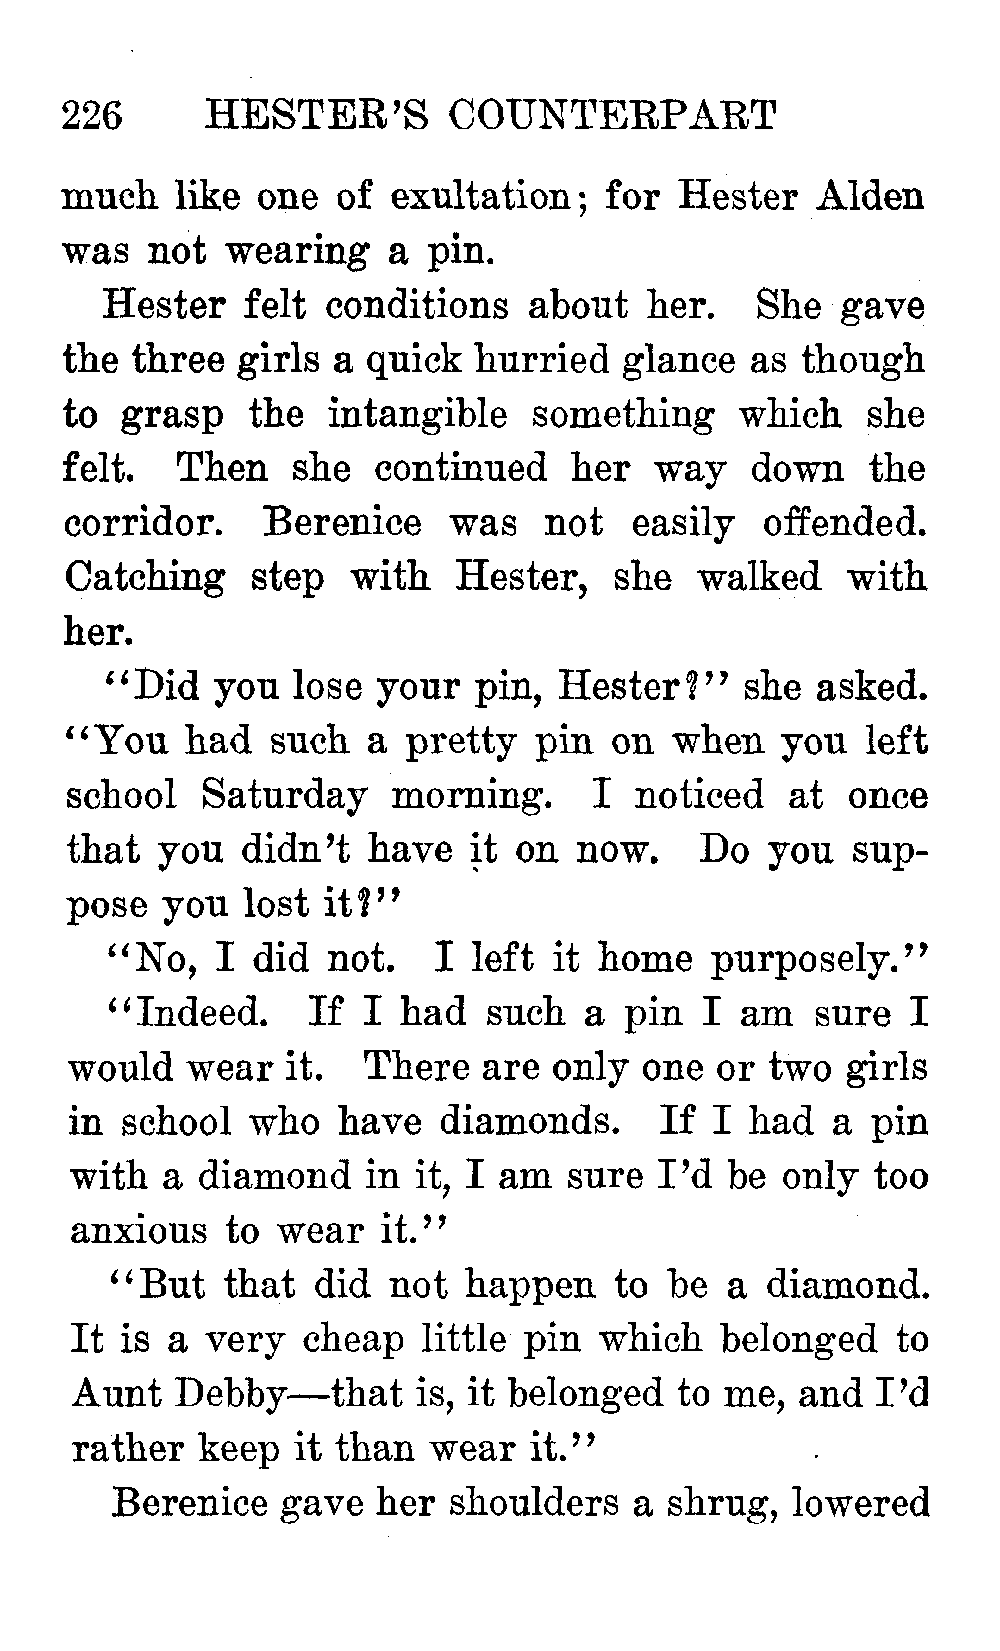 226 HESTER'S COUNTERPART
much like one of exultation; for Hester Alden
was not wearing a pin.
Hester felt conditions about her. She gave
the three girls a quick hurried glance as though
to grasp the intangible something which she
felt. Then she continued her way down the
corridor. Berenice was not easily offended.
Catching step with Hester, she walked with
her.
"Did you lose your pin, Hester?" she asked.
"You had such a pretty pin on when you left
school Saturday morning. I noticed at once
that you didn't have it on now. Do you sup-
pose you lost it?"
"No, I did not. I left it home purposely."
"Indeed. If I had such a pin I am sure I
would wear it. There are only one or two girls
in school who have diamonds. If I had a pin
with a diamond in it, I am sure I'd be only too
anxious to wear it."
"But that did not happen to be a diamond.
It is a very cheap little pin which belonged to
Aunt Debby—that is, it belonged to me, and I'd
rather keep it than wear it."
Berenice gave her shoulders a shrug, lowered